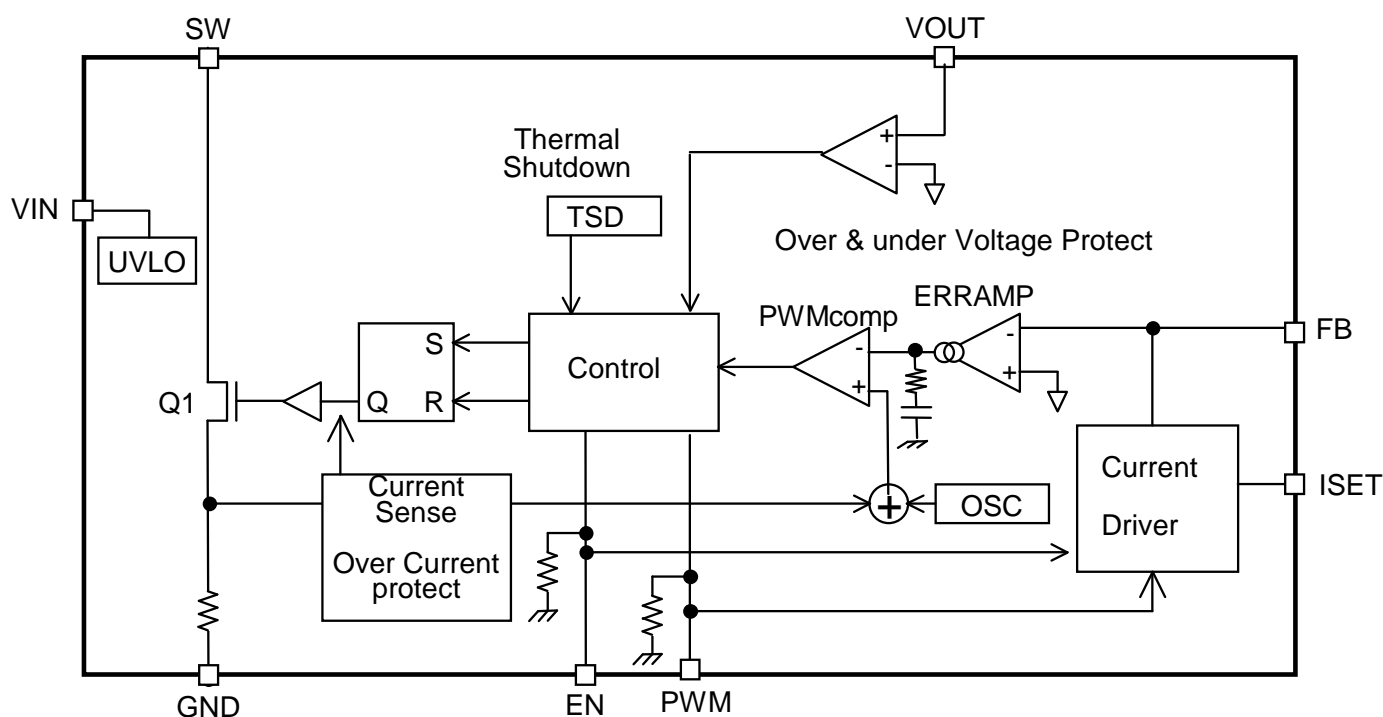 SW
VOUT
Thermal
Shutdown
+
-
VIN
TSD
UVLO
Over & under Voltage Protect
ERRAMP
PWMcomp
S
Control
-
-
FB
Q1
Q
R
+
+
Current
Driver
ISET
Current
Sense
Over Current
protect
+
OSC
GND
EN
PWM